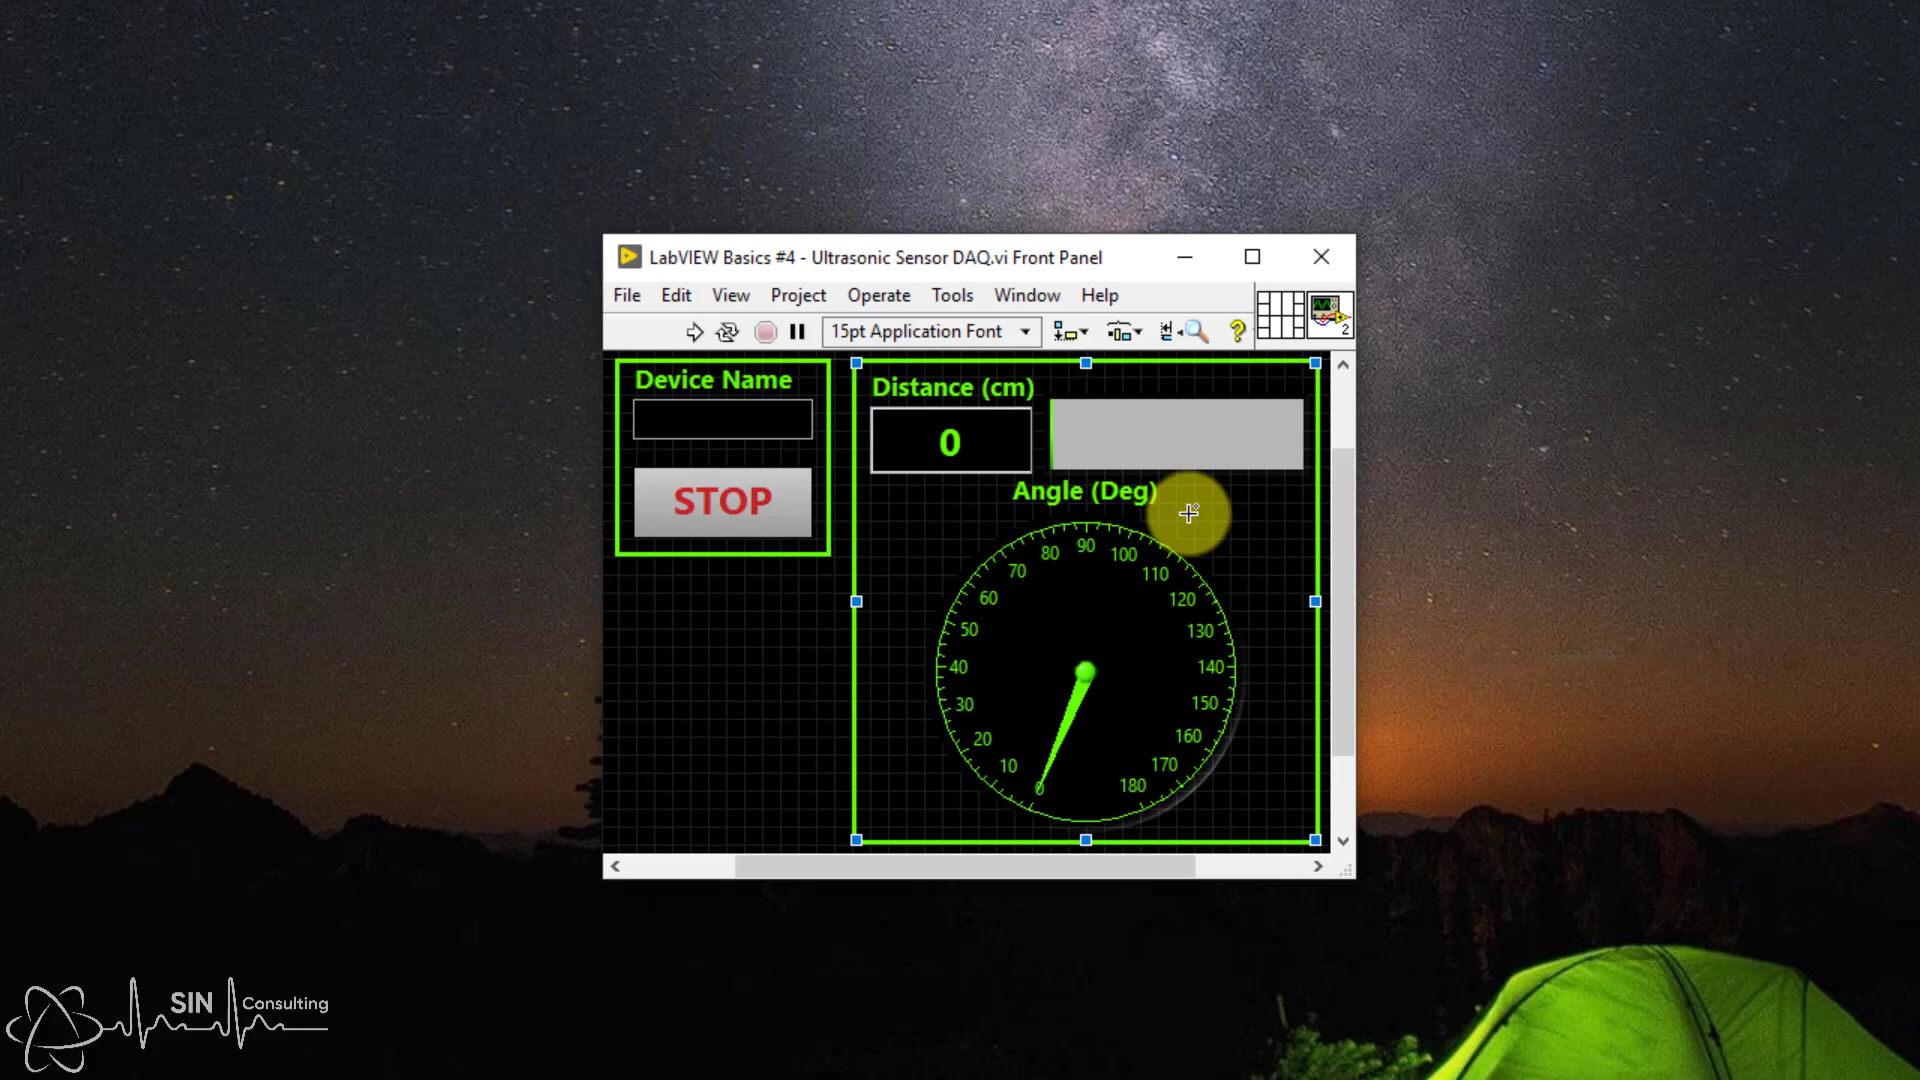 LabVIEW Basics #4 - Ultrasonic Sensor DAQ.vi Front Panel
File Edit View Project Operate Tools Window Help
15pt Application Font
2
Device Name
STOP
Distance (cm)
0
Angle (Deg)
0
10
20
30
40
50
60
70
80
90
100
110
120
130
140
150
160
170
180
SIN Consulting